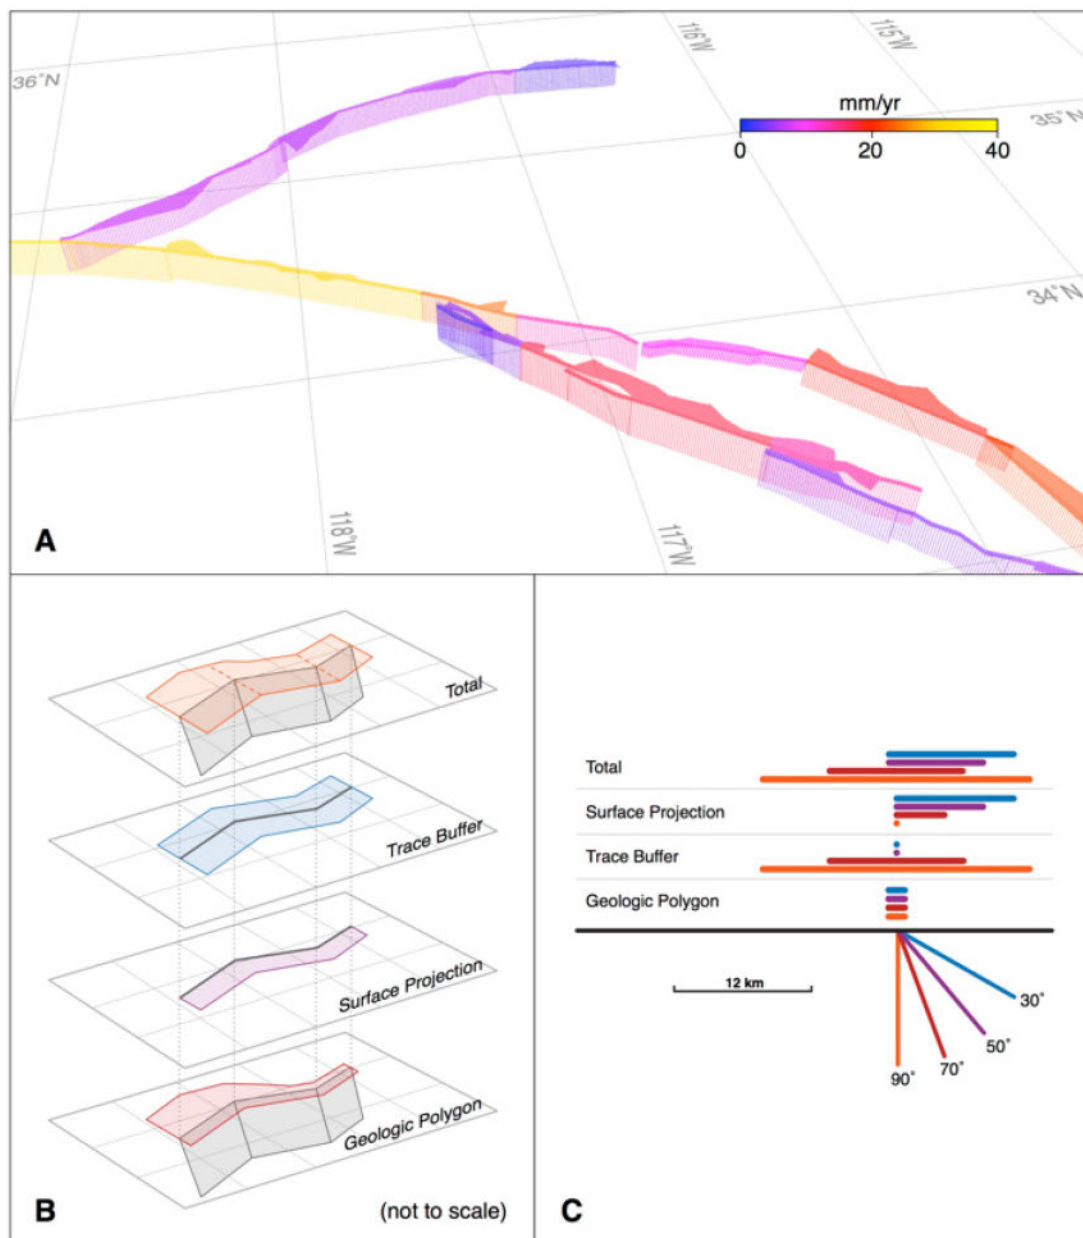 36°N
116°W
115°W
mm/yr
35°N
0
20
40
34°N
118°W
117°W
A
Total
Trace Buffer
Surface Projection
Geologic Polygon
B
(not to scale)
Total
Surface Projection
Trace Buffer
Geologic Polygon
12 km
30°
50°
70°
90°
C